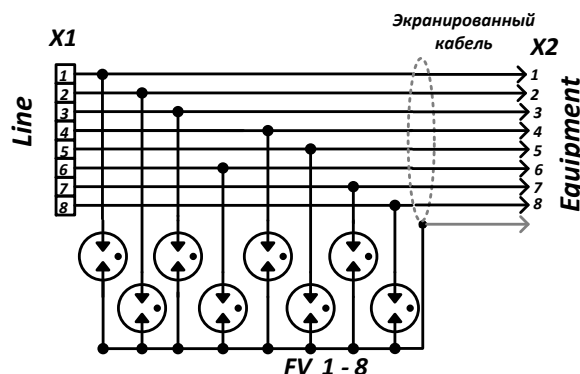 Экранированный
кабель
X1
X2
Line
1
2
3
4
5
6
7
8
1
2
3
4
5
6
7
8
Equipment
FV 1 - 8